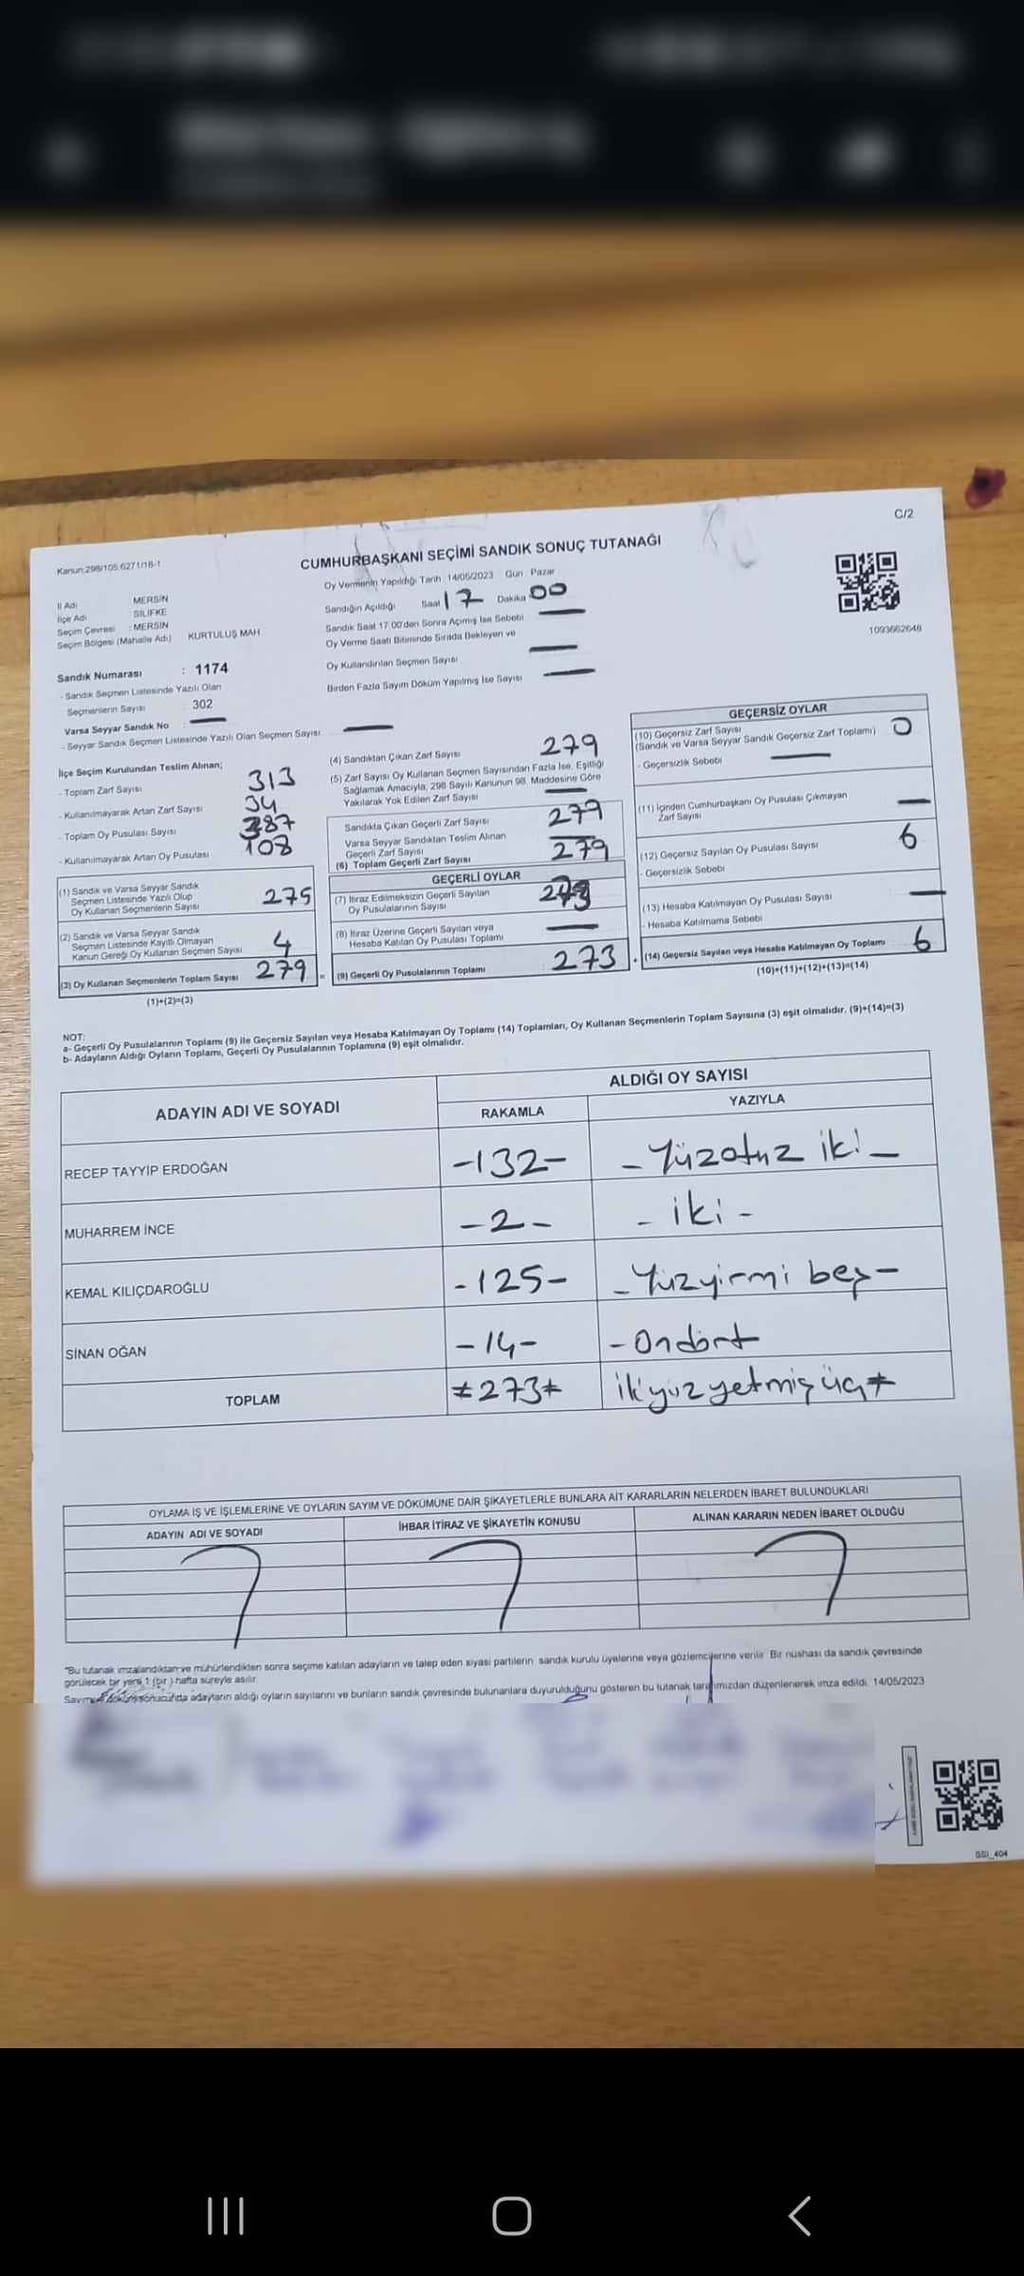 C/2
Kanun:298/105,6271/18-1
CUMHURBAŞKANI SEÇİMİ SANDIK SONUÇ TUTANAĞI
Oy Vermenin Yapıldığı Tarih :14/05/2023 Gün : Pazar
İl Adı : MERSİN
İlçe Adı : SİLİFKE
Seçim Çevresi : MERSİN
Seçim Bölgesi (Mahalle Adı) KURTULUŞ MAH.
Sandığın Açıldığı Saat 17 Dakika 00
Sandık Saat 17:00'den Sonra Açılmış İse Sebebi —
Oy Verme Saati Bitiminde Sırada Bekleyen ve
Oy Kullandırılan Seçmen Sayısı —
Birden Fazla Sayım Döküm Yapılmış İse Sayısı —
1093662648
Sandık Numarası : 1174
- Sandık Seçmen Listesinde Yazılı Olan
Seçmenlerin Sayısı : 302
Varsa Seyyar Sandık No : —
- Seyyar Sandık Seçmen Listesinde Yazılı Olan Seçmen Sayısı —
İlçe Seçim Kurulundan Teslim Alınan;
- Toplam Zarf Sayısı 313
- Kullanılmayarak Artan Zarf Sayısı 34
- Toplam Oy Pusulası Sayısı 387
- Kullanılmayarak Artan Oy Pusulası 108
(1) Sandık ve Varsa Seyyar Sandık
Seçmen Listesinde Yazılı Olup
Oy Kullanan Seçmenlerin Sayısı 275
(2) Sandık ve Varsa Seyyar Sandık
Seçmen Listesinde Kayıtlı Olmayan
Kanun Gereği Oy Kullanan Seçmen Sayısı 4
(3) Oy Kullanan Seçmenlerin Toplam Sayısı 279 =
(1)+(2)=(3)
(4) Sandıktan Çıkan Zarf Sayısı 279
(5) Zarf Sayısı Oy Kullanan Seçmen Sayısından Fazla İse, Eşitliği
Sağlamak Amacıyla, 298 Sayılı Kanunun 98. Maddesine Göre
Yakılarak Yok Edilen Zarf Sayısı —
Sandıkta Çıkan Geçerli Zarf Sayısı 279
Varsa Seyyar Sandıktan Teslim Alınan
Geçerli Zarf Sayısı —
(6) Toplam Geçerli Zarf Sayısı 279
GEÇERLİ OYLAR
(7) İtiraz Edilmeksizin Geçerli Sayılan
Oy Pusulalarının Sayısı 273
(8) İtiraz Üzerine Geçerli Sayılan veya
Hesaba Katılan Oy Pusulası Toplamı —
(9) Geçerli Oy Pusulalarının Toplamı 273 +
GEÇERSİZ OYLAR
(10) Geçersiz Zarf Sayısı
(Sandık ve Varsa Seyyar Sandık Geçersiz Zarf Toplamı) 0
- Geçersizlik Sebebi —
(11) İçinden Cumhurbaşkanı Oy Pusulası Çıkmayan
Zarf Sayısı —
(12) Geçersiz Sayılan Oy Pusulası Sayısı 6
- Geçersizlik Sebebi
(13) Hesaba Katılmayan Oy Pusulası Sayısı —
- Hesaba Katılmama Sebebi
(14) Geçersiz Sayılan veya Hesaba Katılmayan Oy Toplamı 6
(10)+(11)+(12)+(13)=(14)
NOT:
a- Geçerli Oy Pusulalarının Toplamı (9) ile Geçersiz Sayılan veya Hesaba Katılmayan Oy Toplamı (14) Toplamları, Oy Kullanan Seçmenlerin Toplam Sayısına (3) eşit olmalıdır. (9)+(14)=(3)
b- Adayların Aldığı Oyların Toplamı, Geçerli Oy Pusulalarının Toplamına (9) eşit olmalıdır.
ADAYIN ADI VE SOYADI ALDIĞI OY SAYISI
RAKAMLA YAZIYLA
RECEP TAYYİP ERDOĞAN -132- - Yüzotuz iki -
MUHARREM İNCE -2- - iki -
KEMAL KILIÇDAROĞLU -125- - Yüzyirmi beş -
SİNAN OĞAN -14- - Ondört
TOPLAM ≠273≠ ikiyüzyetmişüç≠
OYLAMA İŞ VE İŞLEMLERİNE VE OYLARIN SAYIM VE DÖKÜMÜNE DAİR ŞİKAYETLERLE BUNLARA AİT KARARLARIN NELERDEN İBARET BULUNDUKLARI
ADAYIN ADI VE SOYADI İHBAR İTİRAZ VE ŞİKAYETİN KONUSU ALINAN KARARIN NEDEN İBARET OLDUĞU
"Bu tutanak imzalandıktan ve mühürlendikten sonra seçime katılan adayların ve talep eden siyasi partilerin sandık kurulu üyelerine veya gözlemcilerine verilir. Bir nüshası da sandık çevresinde
görülecek bir yere 1 (bir) hafta süreyle asılır.
Sayım döküm sonucunda adayların aldığı oyların sayılarını ve bunların sandık çevresinde bulunanlara duyurulduğunu gösteren bu tutanak tarafımızdan düzenlenerek imza edildi. 14/05/2023
GSI_404